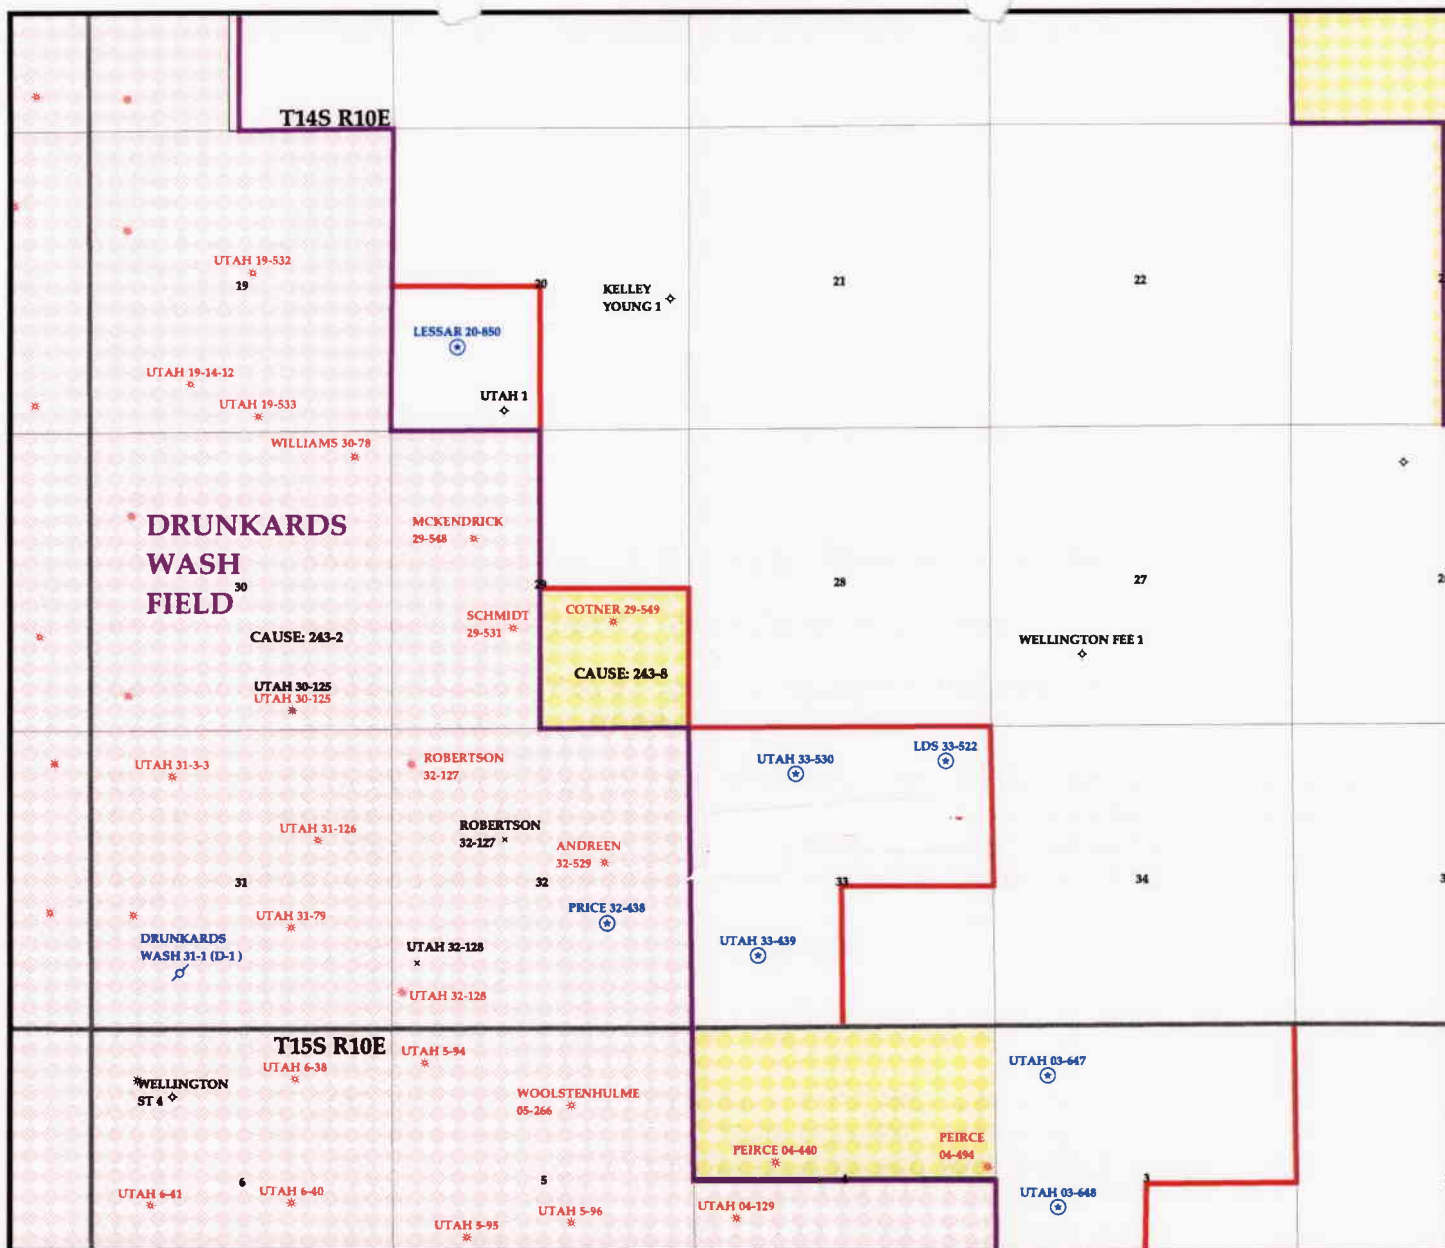 T14S R10E
UTAH 19-532
19
20
KELLEY
YOUNG 1
21
22
LESSAR 20-850
UTAH 19-14-12
UTAH 19-533
UTAH 1
WILLIAMS 30-78
DRUNKARDS
WASH
FIELD
30
MCKENDRICK
29-548
29
28
27
SCHMIDT
29-531
COTNER 29-549
CAUSE: 243-2
WELLINGTON FEE 1
CAUSE: 243-8
UTAH 30-125
UTAH 30-125
UTAH 31-3-3
ROBERTSON
32-127
UTAH 33-530
LDS 33-522
UTAH 31-126
ROBERTSON
32-127
ANDREEN
32-529
31
32
33
34
UTAH 31-79
PRICE 32-438
DRUNKARDS
WASH 31-1 (D-1 )
UTAH 32-128
UTAH 33-439
UTAH 32-128
T15S R10E
UTAH 5-94
UTAH 6-38
UTAH 03-647
WELLINGTON
ST 4
WOOLSTENHULME
05-266
PEIRCE 04-440
PEIRCE
04-494
6
5
4
3
UTAH 6-41
UTAH 6-40
UTAH 5-95
UTAH 5-96
UTAH 04-129
UTAH 03-648